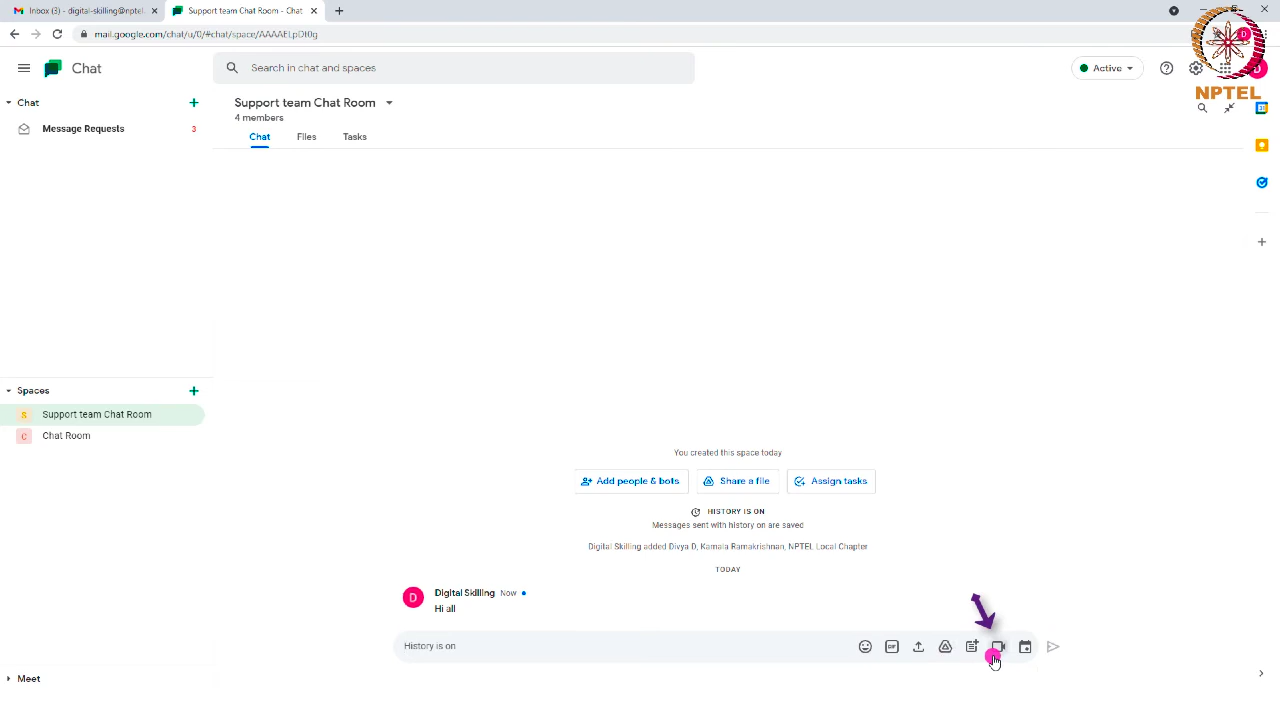 Inbox (3) - digital-skilling@nptel.
Support team Chat Room - Chat
mail.google.com/chat/u/0/#chat/space/AAAAELpDt0g
D
Chat
Search in chat and spaces
Active
D
NPTEL
Chat
Message Requests
3
Support team Chat Room
4 members
Chat
Files
Tasks
Spaces
S
Support team Chat Room
C
Chat Room
You created this space today
Add people & bots
Share a file
Assign tasks
HISTORY IS ON
Messages sent with history on are saved
Digital Skilling added Divya D, Kamala Ramakrishnan, NPTEL Local Chapter
TODAY
D
Digital Skilling
Now
Hi all
History is on
GIF
Meet